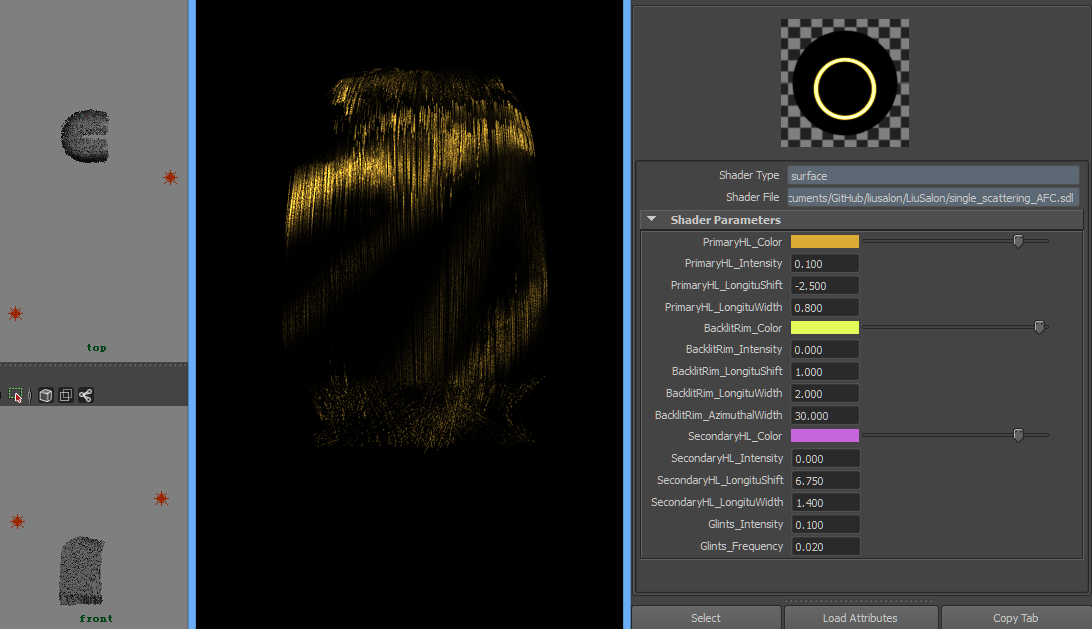 top
front
Shader Type surface
Shader File cuments/GitHub/liusalon/LiuSalon/single_scattering_AFC.sdl
Shader Parameters
PrimaryHL_Color
PrimaryHL_Intensity 0.100
PrimaryHL_LongituShift -2.500
PrimaryHL_LongituWidth 0.800
BacklitRim_Color
BacklitRim_Intensity 0.000
BacklitRim_LongituShift 1.000
BacklitRim_LongituWidth 2.000
BacklitRim_AzimuthalWidth 30.000
SecondaryHL_Color
SecondaryHL_Intensity 0.000
SecondaryHL_LongituShift 6.750
SecondaryHL_LongituWidth 1.400
Glints_Intensity 0.100
Glints_Frequency 0.020
Select Load Attributes Copy Tab